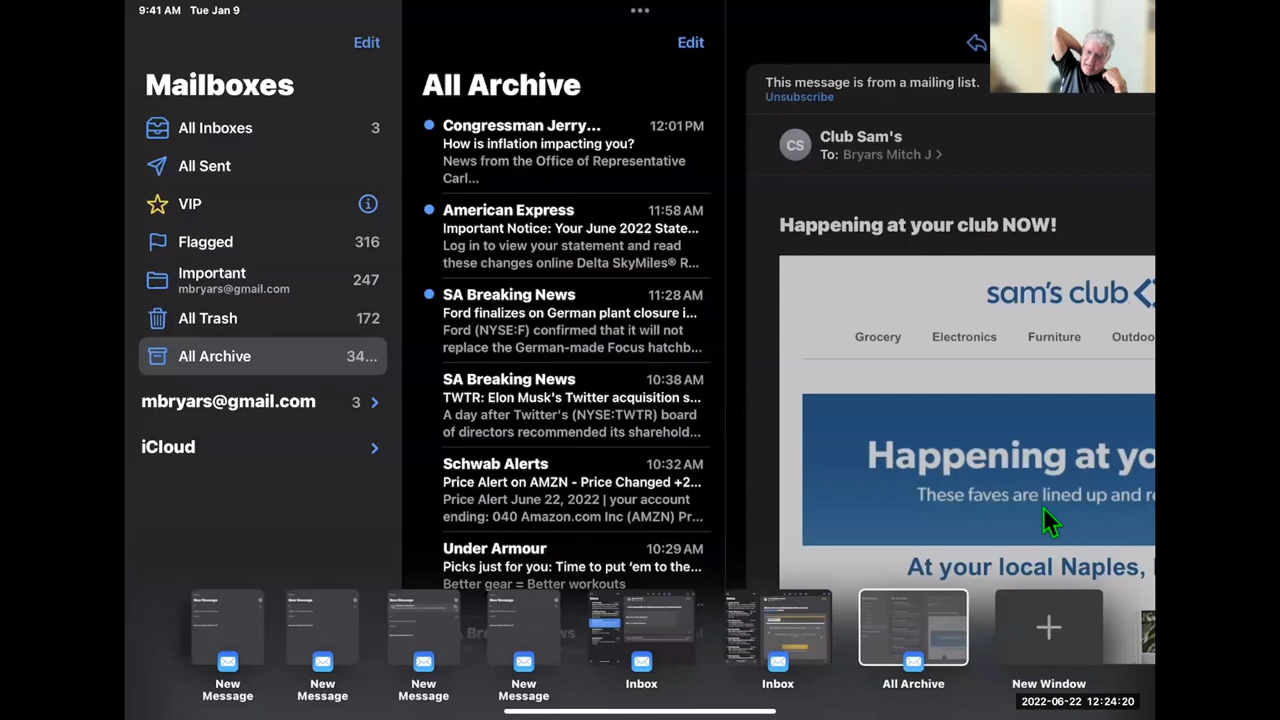 9:41 AM Tue Jan 9
Edit
Mailboxes
All Inboxes 3
All Sent
VIP
Flagged 316
Important
mbryars@gmail.com
247
All Trash 172
All Archive 34...
mbryars@gmail.com 3
iCloud
Edit
All Archive
Congressman Jerry... 12:01 PM
How is inflation impacting you?
News from the Office of Representative
Carl...
American Express 11:58 AM
Important Notice: Your June 2022 State...
Log in to view your statement and read
these changes online Delta SkyMiles® R...
SA Breaking News 11:28 AM
Ford finalizes on German plant closure i...
Ford (NYSE:F) confirmed that it will not
replace the German-made Focus hatchb...
SA Breaking News 10:38 AM
TWTR: Elon Musk's Twitter acquisition s...
A day after Twitter's (NYSE:TWTR) board
of directors recommended its sharehold...
Schwab Alerts 10:32 AM
Price Alert on AMZN - Price Changed +2...
Price Alert June 22, 2022 | your account
ending: 040 Amazon.com Inc (AMZN) Pr...
Under Armour 10:29 AM
Picks just for you: Time to put 'em to the...
Better gear = Better workouts
SA Breaking News
This message is from a mailing list.
Unsubscribe
CS
Club Sam's
To: Bryars Mitch J
Happening at your club NOW!
sam's club
Grocery Electronics Furniture Outdoo
Happening at yo
These faves are lined up and re
At your local Naples,
New
Message
New
Message
New
Message
New
Message
Inbox
Inbox
All Archive
New Window
2022-06-22 12:24:20